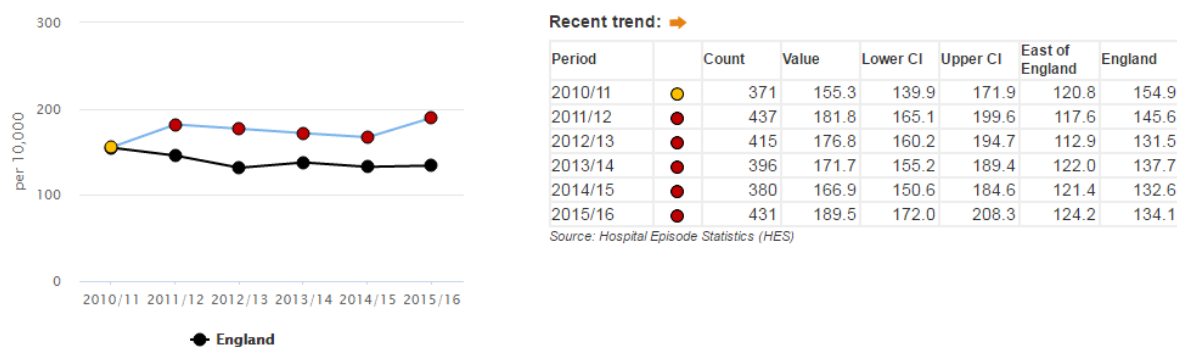 300
200
100
0
per 10,000
2010/11 2011/12 2012/13 2013/14 2014/15 2015/16
England
Recent trend:
Period Count Value Lower CI Upper CI East of England England
2010/11 371 155.3 139.9 171.9 120.8 154.9
2011/12 437 181.8 165.1 199.6 117.6 145.6
2012/13 415 176.8 160.2 194.7 112.9 131.5
2013/14 396 171.7 155.2 189.4 122.0 137.7
2014/15 380 166.9 150.6 184.6 121.4 132.6
2015/16 431 189.5 172.0 208.3 124.2 134.1
Source: Hospital Episode Statistics (HES)